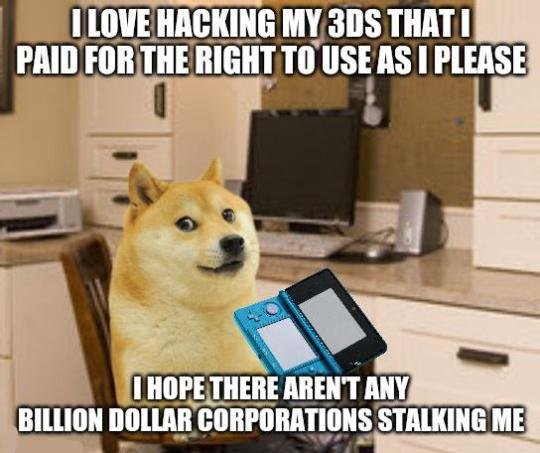 I LOVE HACKING MY 3DS THAT I
PAID FOR THE RIGHT TO USE AS I PLEASE
I HOPE THERE AREN'T ANY
BILLION DOLLAR CORPORATIONS STALKING ME